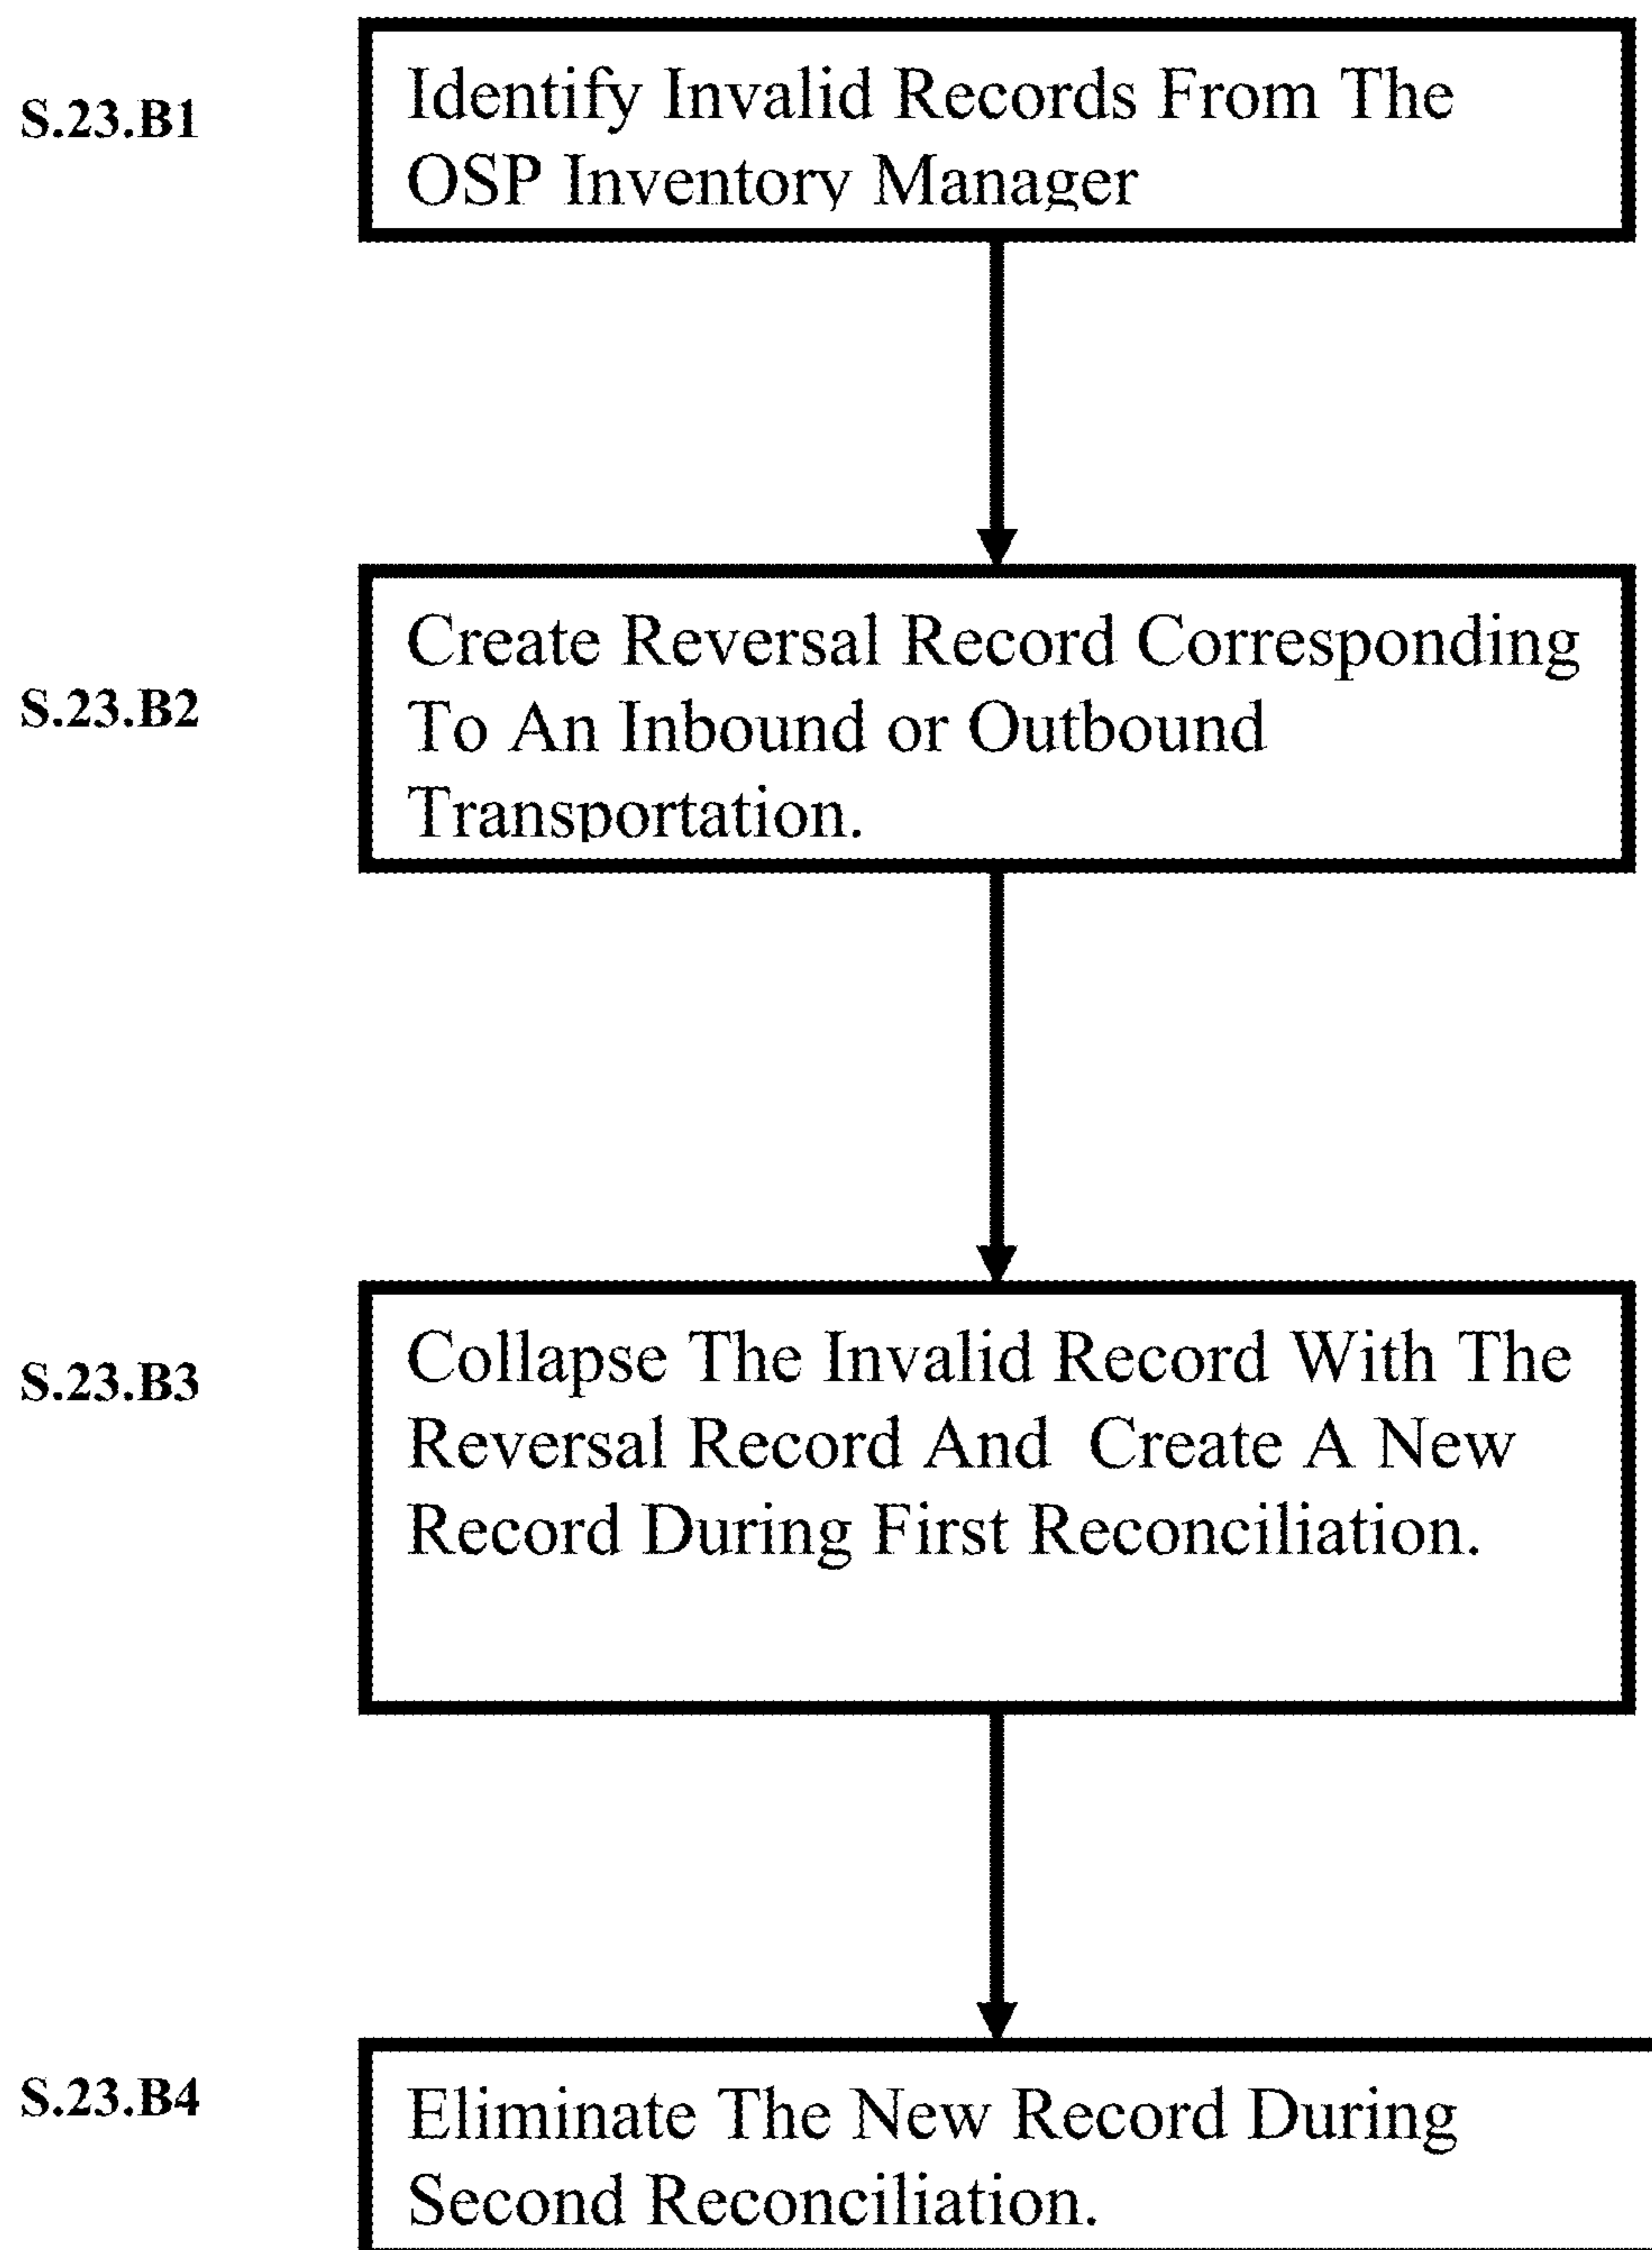 S.23.B1
Identify Invalid Records From The
OSP Inventory Manager
S.23.B2
Create Reversal Record Corresponding
To An Inbound or Outbound
Transportation.
S.23.B3
Collapse The Invalid Record With The
Reversal Record And  Create A New
Record During First Reconciliation.
S.23.B4
Eliminate The New Record During
Second Reconciliation.